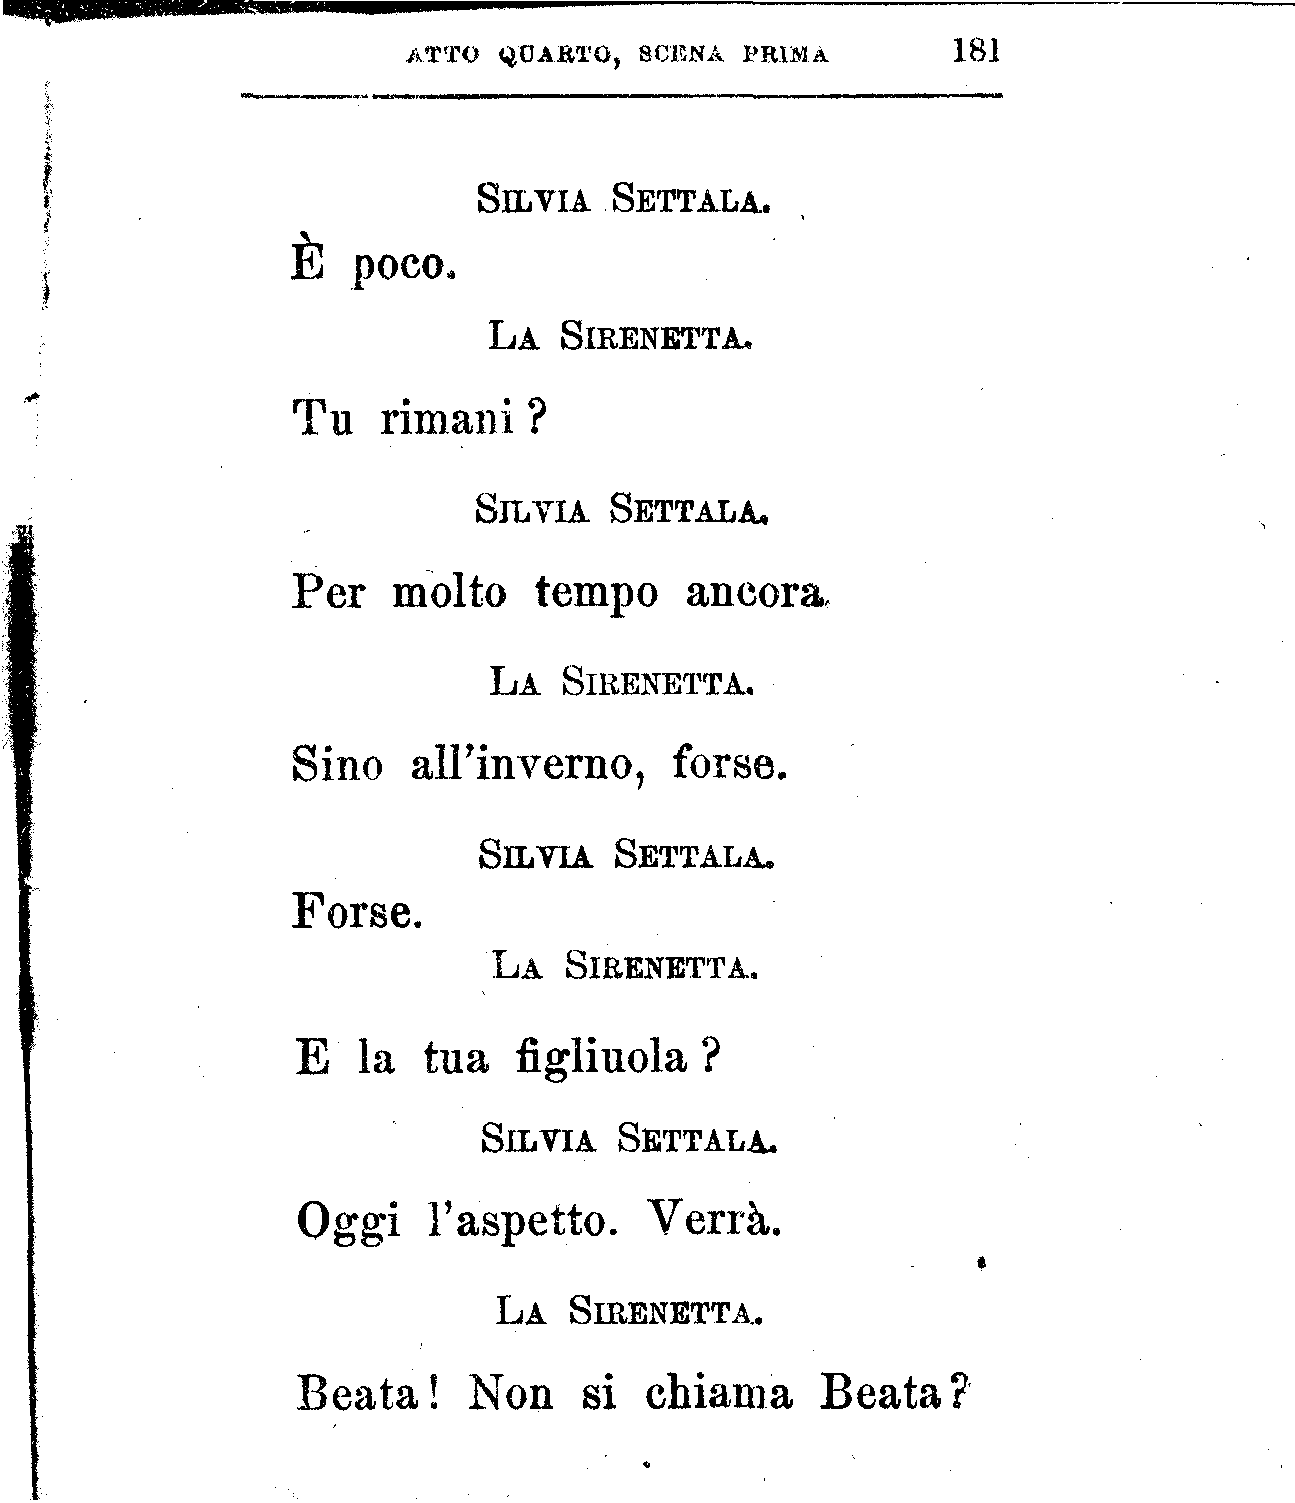 ATTO QUARTO, SCENA PRIMA 181
SILVIA SETTALA.
È poco.
LA SIRENETTA.
Tu rimani?
SILVIA SETTALA.
Per molto tempo ancora.
LA SIRENETTA.
Sino all'inverno, forse.
SILVIA SETTALA.
Forse.
LA SIRENETTA.
E la tua figliuola?
SILVIA SETTALA.
Oggi l'aspetto. Verrà.
LA SIRENETTA.
Beata! Non si chiama Beata?